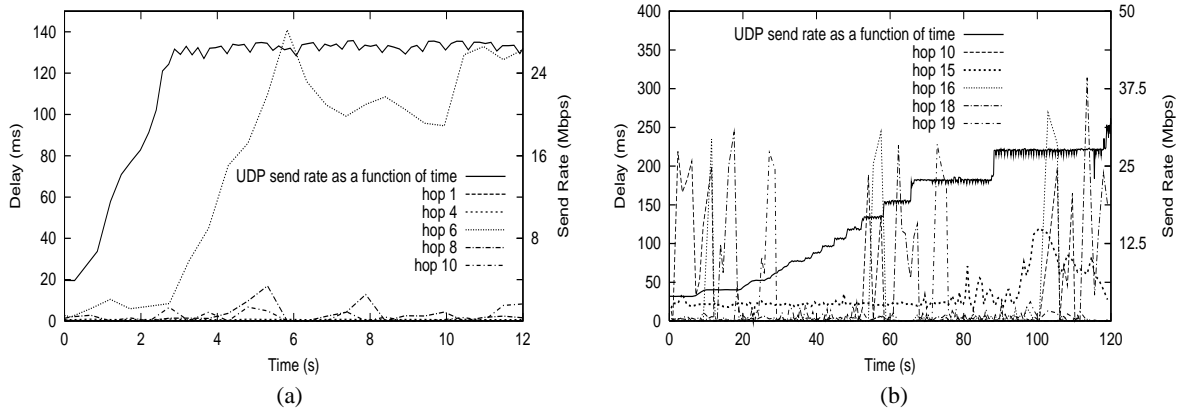 140
120
100
80
60
40
20
0
Delay (ms)
0 2 4 6 8 10 12
Time (s)
26
16
8
Send Rate (Mbps)
UDP send rate as a function of time
hop 1
hop 4
hop 6
hop 8
hop 10
(a)
400
350
300
250
200
150
100
50
0
Delay (ms)
0 20 40 60 80 100 120
Time (s)
50
37.5
25
12.5
Send Rate (Mbps)
UDP send rate as a function of time
hop 10
hop 15
hop 16
hop 18
hop 19
(b)